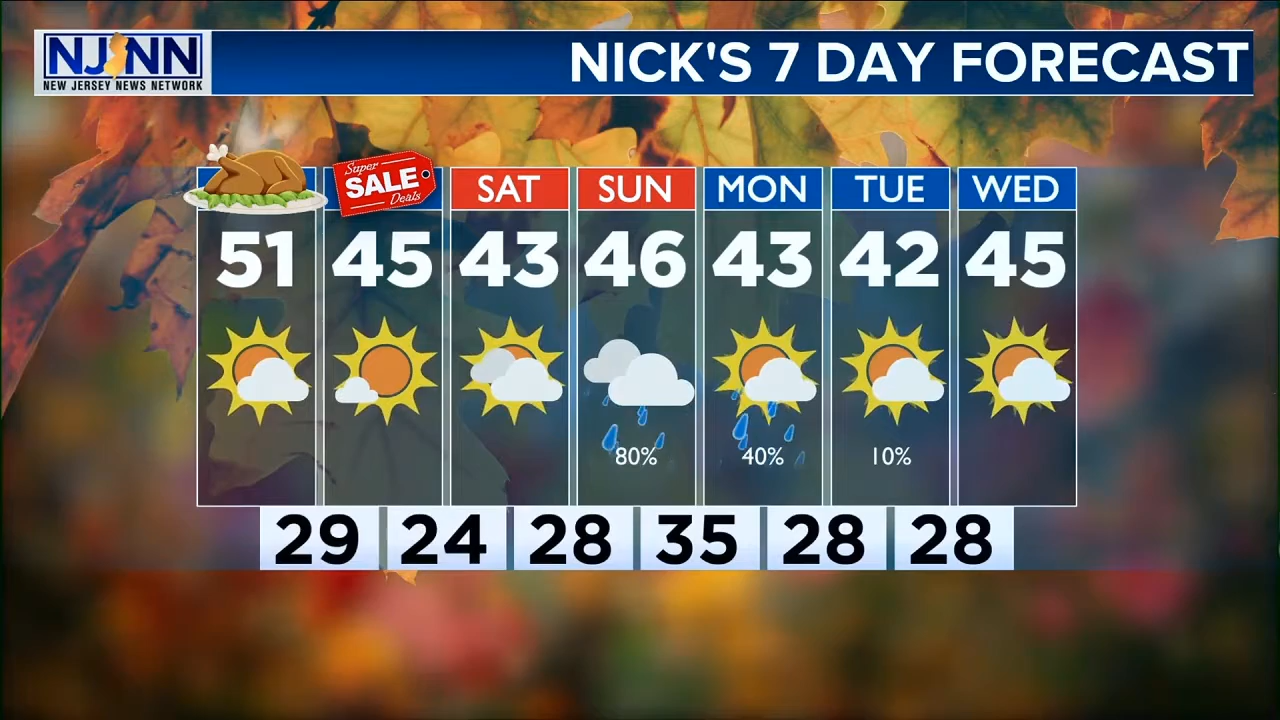 NJNN
NEW JERSEY NEWS NETWORK
NICK'S 7 DAY FORECAST
Super
SALE
Deals
SAT SUN MON TUE WED
51 45 43 46 43 42 45
80% 40% 10%
29 24 28 35 28 28